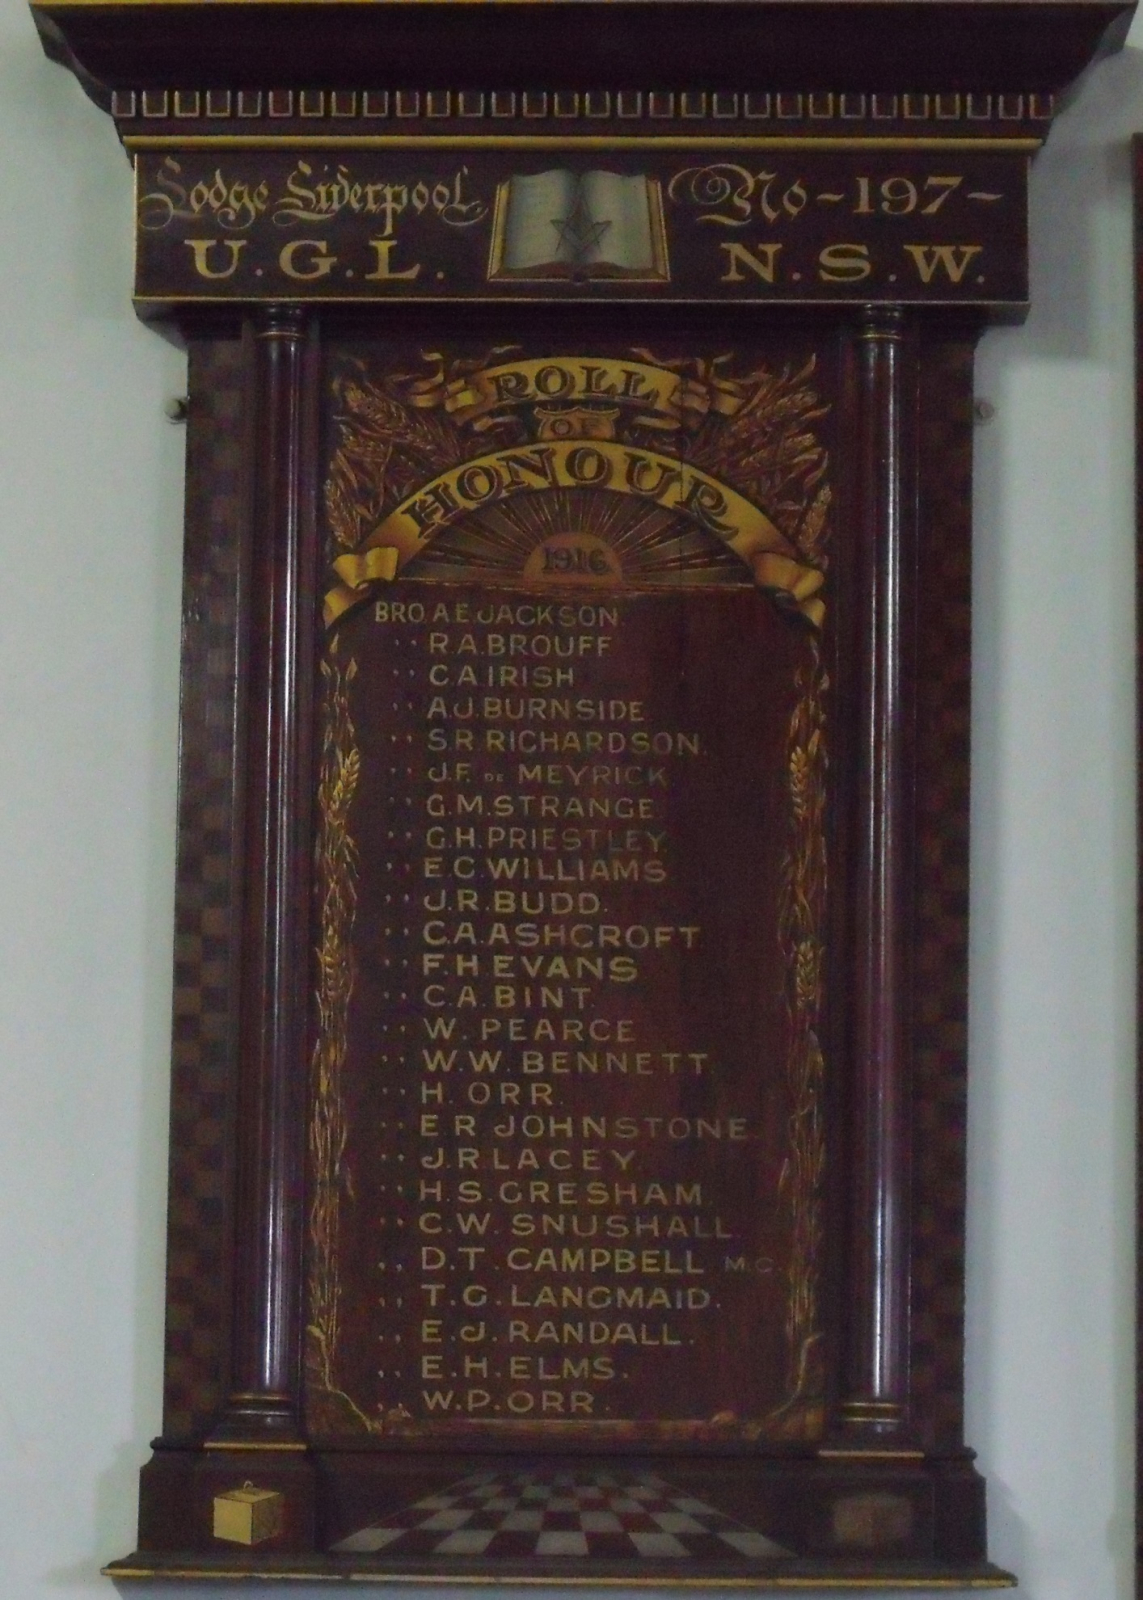 Lodge Liverpool, No-197-
U.G.L. N.S.W.
ROLL
OF
HONOUR
1916
BRO A.E.JACKSON.
,, R.A.BROUFF
,, C A IRISH
,, A.J.BURNSIDE
,, S.R RICHARDSON.
,, J.F. DE MEYRICK
,, G.M.STRANGE
,, G.H.PRIESTLEY
,, E.C.WILLIAMS
,, J.R.BUDD.
,, C.A.ASHCROFT
,, F.H EVANS
,, C.A.BINT.
,, W. PEARCE
,, W.W.BENNETT.
,, H. ORR.
,, E R JOHNSTONE.
,, J.R LACEY.
,, H.S.GRESHAM.
,, C.W. SNUSHALL
,, D.T. CAMPBELL M.C.
,, T.G.LANGMAID.
,, E.J.RANDALL.
,, E.H.ELMS.
,, W.P.ORR.